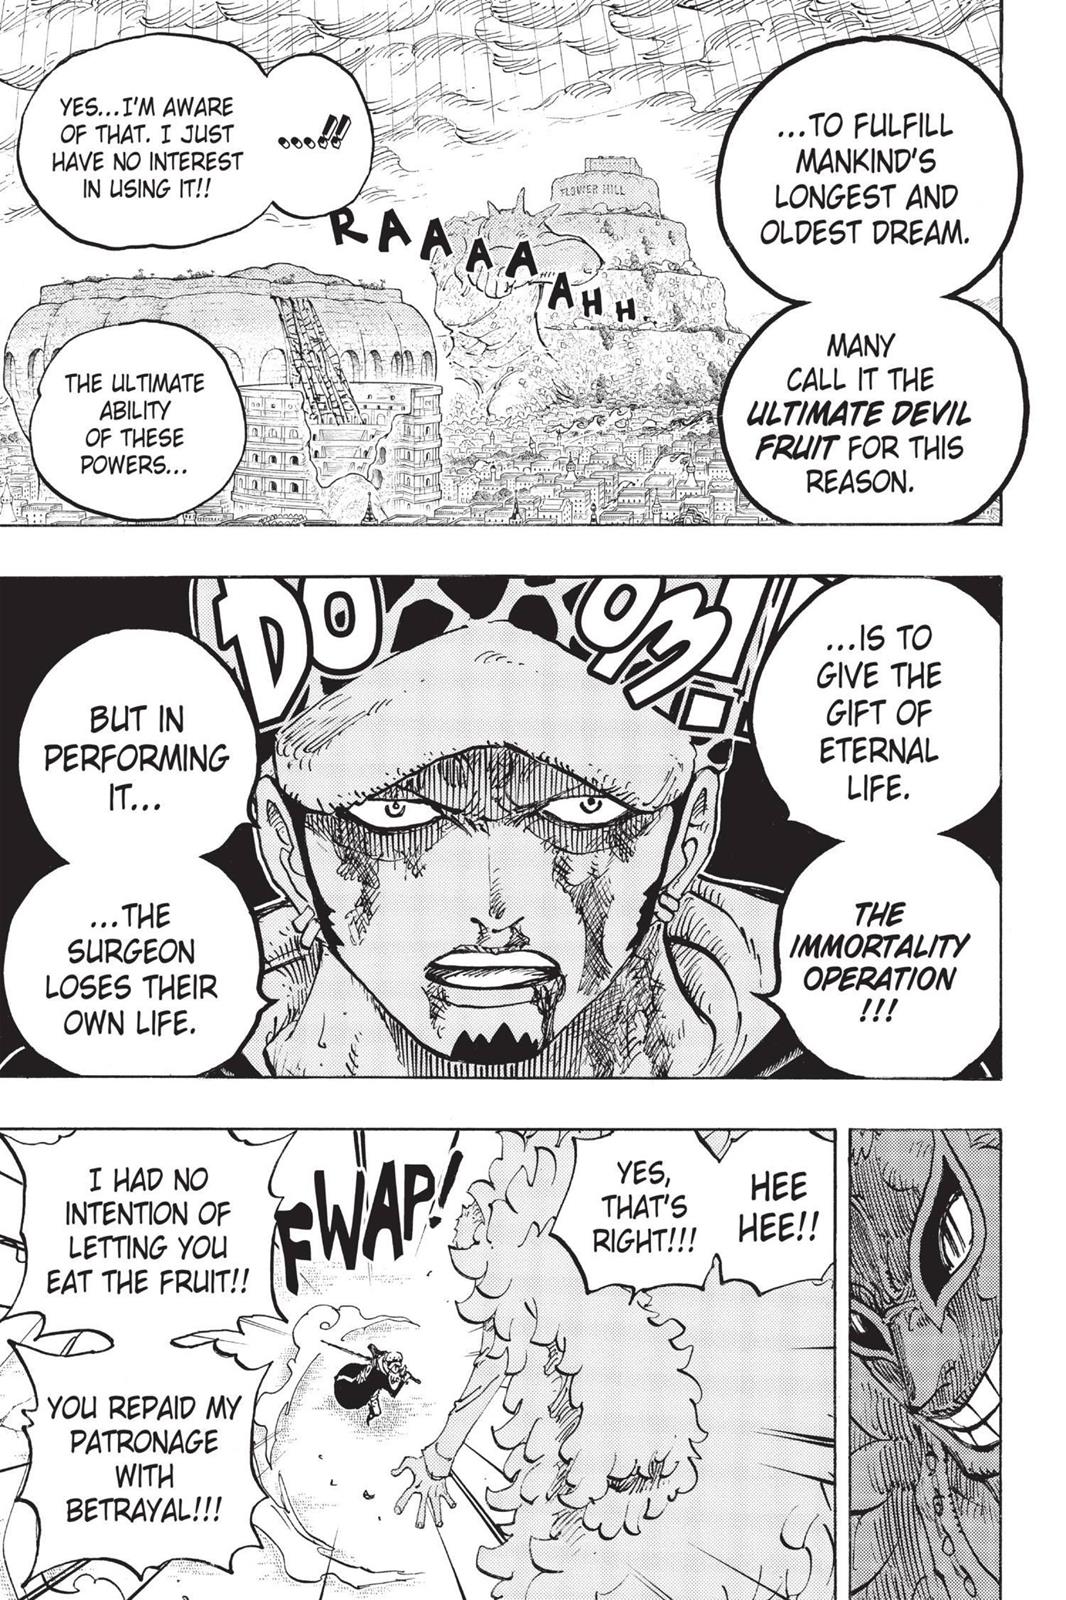 ...TO FULFILL
MANKIND'S
LONGEST AND
OLDEST DREAM.
MANY
CALL IT THE
ULTIMATE DEVIL
FRUIT FOR THIS
REASON.
...!!
YES...I'M AWARE
OF THAT. I JUST
HAVE NO INTEREST
IN USING IT!!
FLOWER HILL
RAAAAAAHH.
THE ULTIMATE
ABILITY
OF THESE
POWERS...
...IS TO
GIVE THE
GIFT OF
ETERNAL
LIFE.
THE
IMMORTALITY
OPERATION
!!!
DOOM!
BUT IN
PERFORMING
IT...
...THE
SURGEON
LOSES THEIR
OWN LIFE.
HEE
HEE!!
YES,
THAT'S
RIGHT!!!
FWAP!
I HAD NO
INTENTION OF
LETTING YOU
EAT THE FRUIT!!
YOU REPAID MY
PATRONAGE
WITH
BETRAYAL!!!